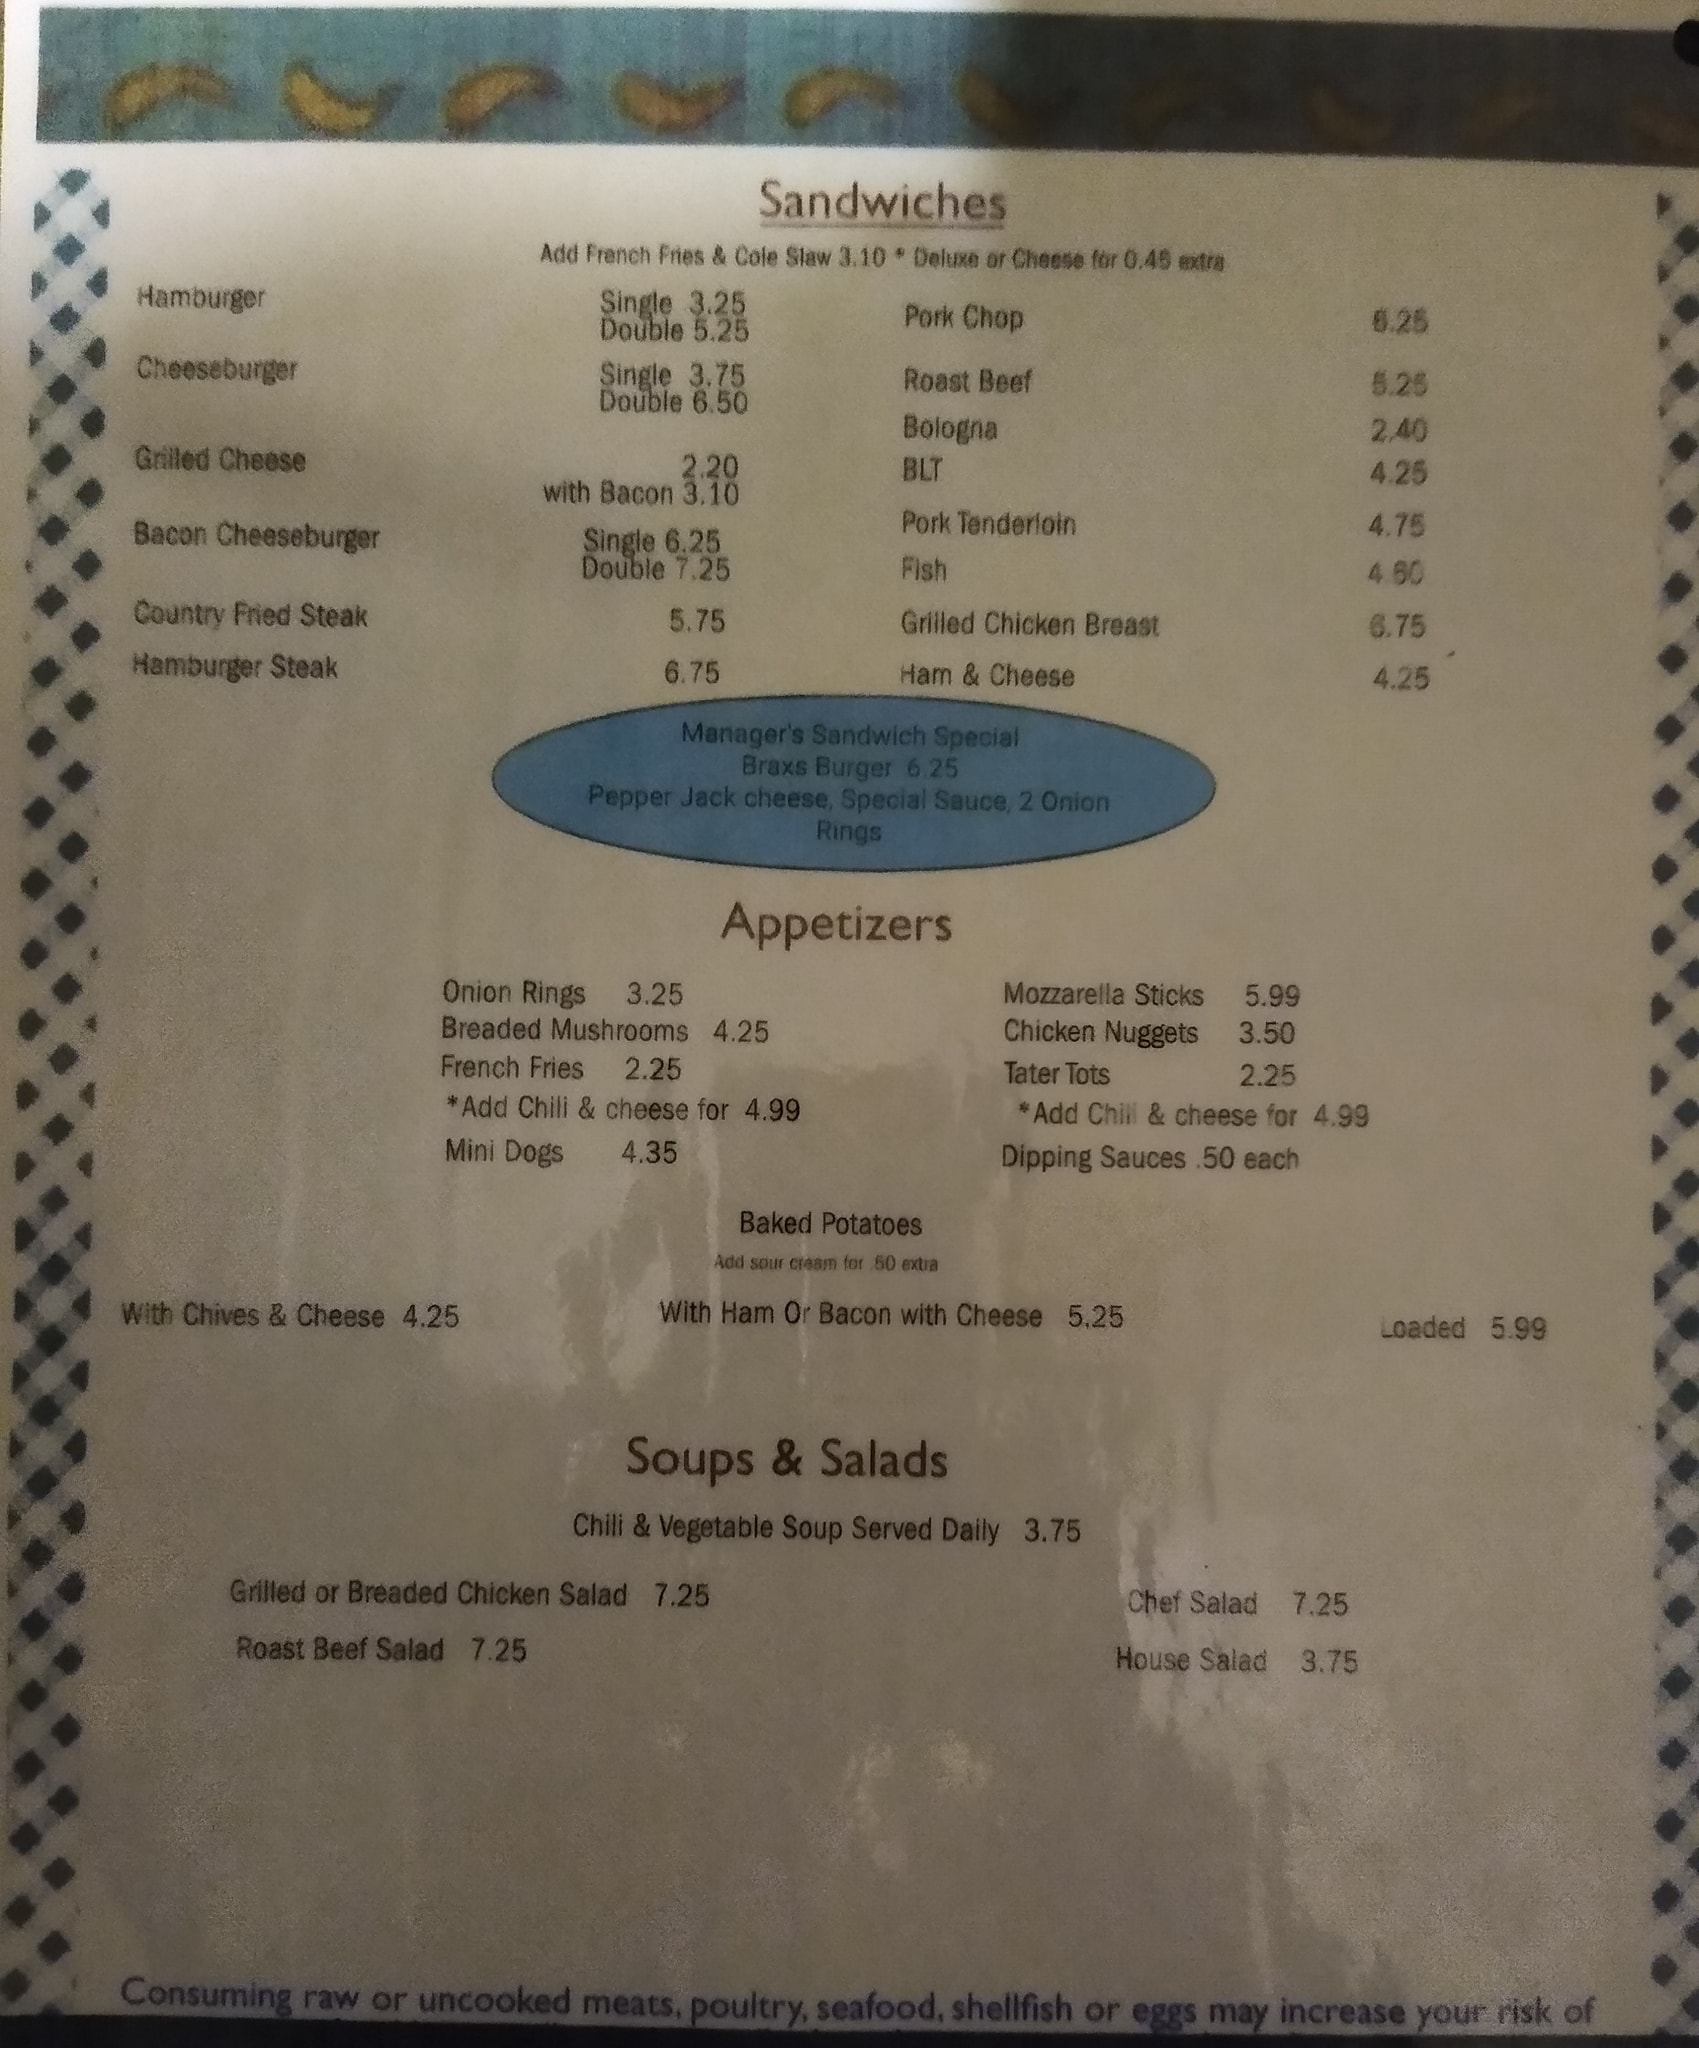 Sandwiches
Add French Fries & Cole Slaw 3.10 * Deluxe or Cheese for 0.45 extra
Hamburger Single 3.25
Double 5.25
Pork Chop
Cheeseburger Single 3.75
Double 6.50
Roast Beef 5.25
Bologna 2.40
Grilled Cheese 2.20
with Bacon 3.10
BLT 4.25
Bacon Cheeseburger Single 6.25
Double 7.25
Pork Tenderloin 4.75
Fish
Country Fried Steak 5.75
Grilled Chicken Breast 6.75
Hamburger Steak 6.75
Ham & Cheese 4.25
Manager's Sandwich Special
Braxs Burger 6.25
Pepper Jack cheese, Special Sauce, 2 Onion
Rings
Appetizers
Onion Rings 3.25
Breaded Mushrooms 4.25
French Fries 2.25
*Add Chili & cheese for 4.99
Mini Dogs 4.35
Mozzarella Sticks 5.99
Chicken Nuggets 3.50
Tater Tots 2.25
*Add Chili & cheese for 4.99
Dipping Sauces .50 each
Baked Potatoes
Add sour cream for .50 extra
With Chives & Cheese 4.25 With Ham Or Bacon with Cheese 5.25 Loaded 5.99
Soups & Salads
Chili & Vegetable Soup Served Daily 3.75
Grilled or Breaded Chicken Salad 7.25 Chef Salad 7.25
Roast Beef Salad 7.25 House Salad 3.75
Consuming raw or uncooked meats, poultry, seafood, shellfish or eggs may increase your risk of